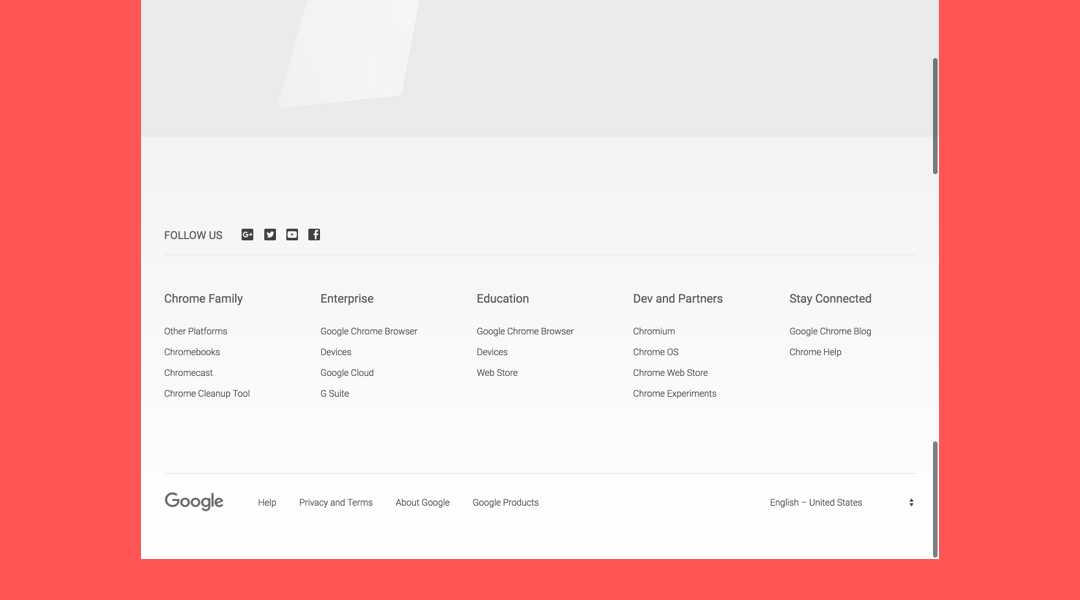 FOLLOW US
Chrome Family
Other Platforms
Chromebooks
Chromecast
Chrome Cleanup Tool
Enterprise
Google Chrome Browser
Devices
Google Cloud
G Suite
Education
Google Chrome Browser
Devices
Web Store
Dev and Partners
Chromium
Chrome OS
Chrome Web Store
Chrome Experiments
Stay Connected
Google Chrome Blog
Chrome Help
Google Help Privacy and Terms About Google Google Products English – United States